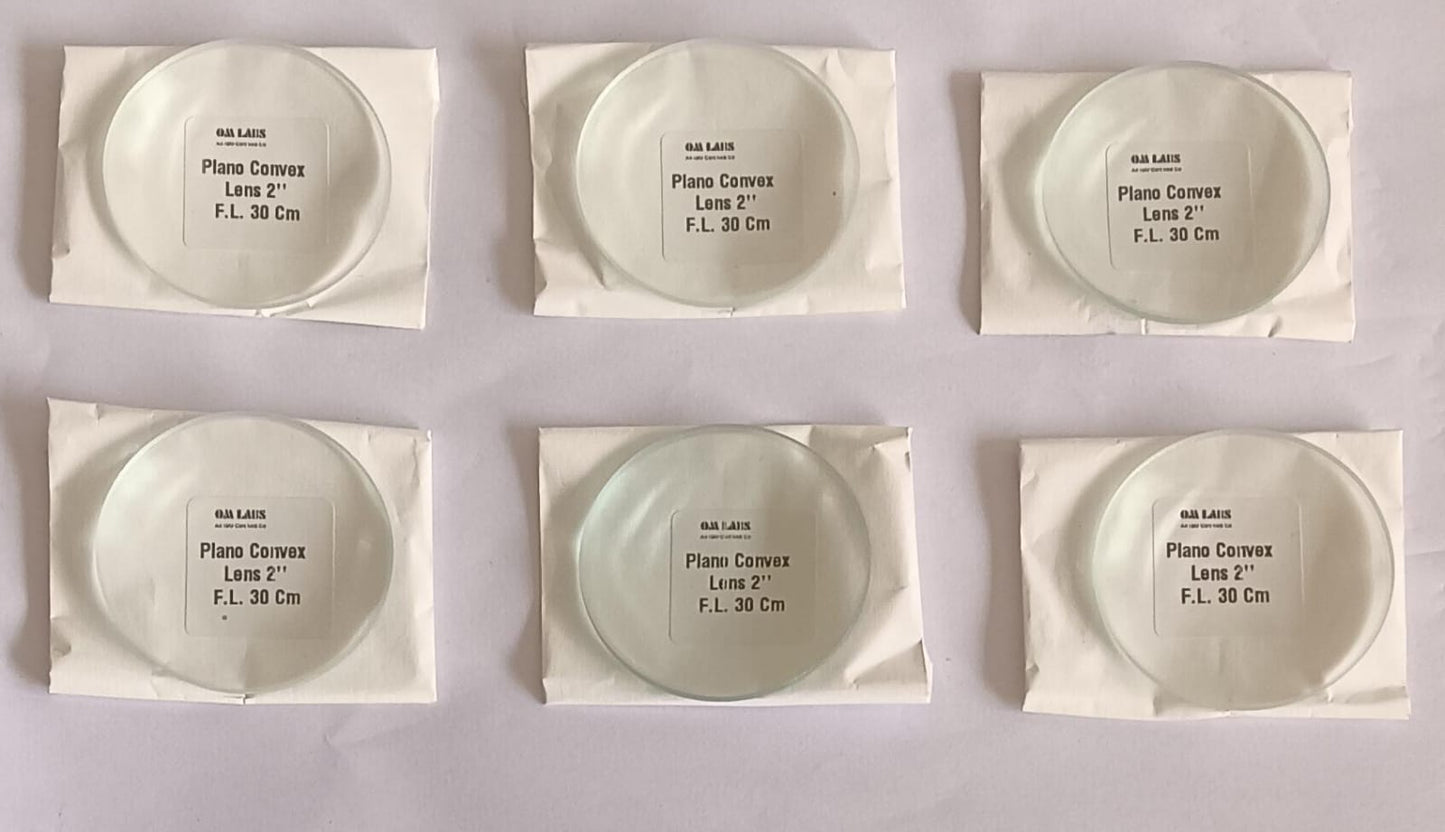 OM LABS
Plano Convex
Lens 2''
F.L. 30 Cm
OM LABS
Plano Convex
Lens 2''
F.L. 30 Cm
OM LABS
Plano Convex
Lens 2''
F.L. 30 Cm
OM LABS
Plano Convex
Lens 2''
F.L. 30 Cm
OM LABS
Plano Convex
Lens 2''
F.L. 30 Cm
OM LABS
Plano Convex
Lens 2''
F.L. 30 Cm